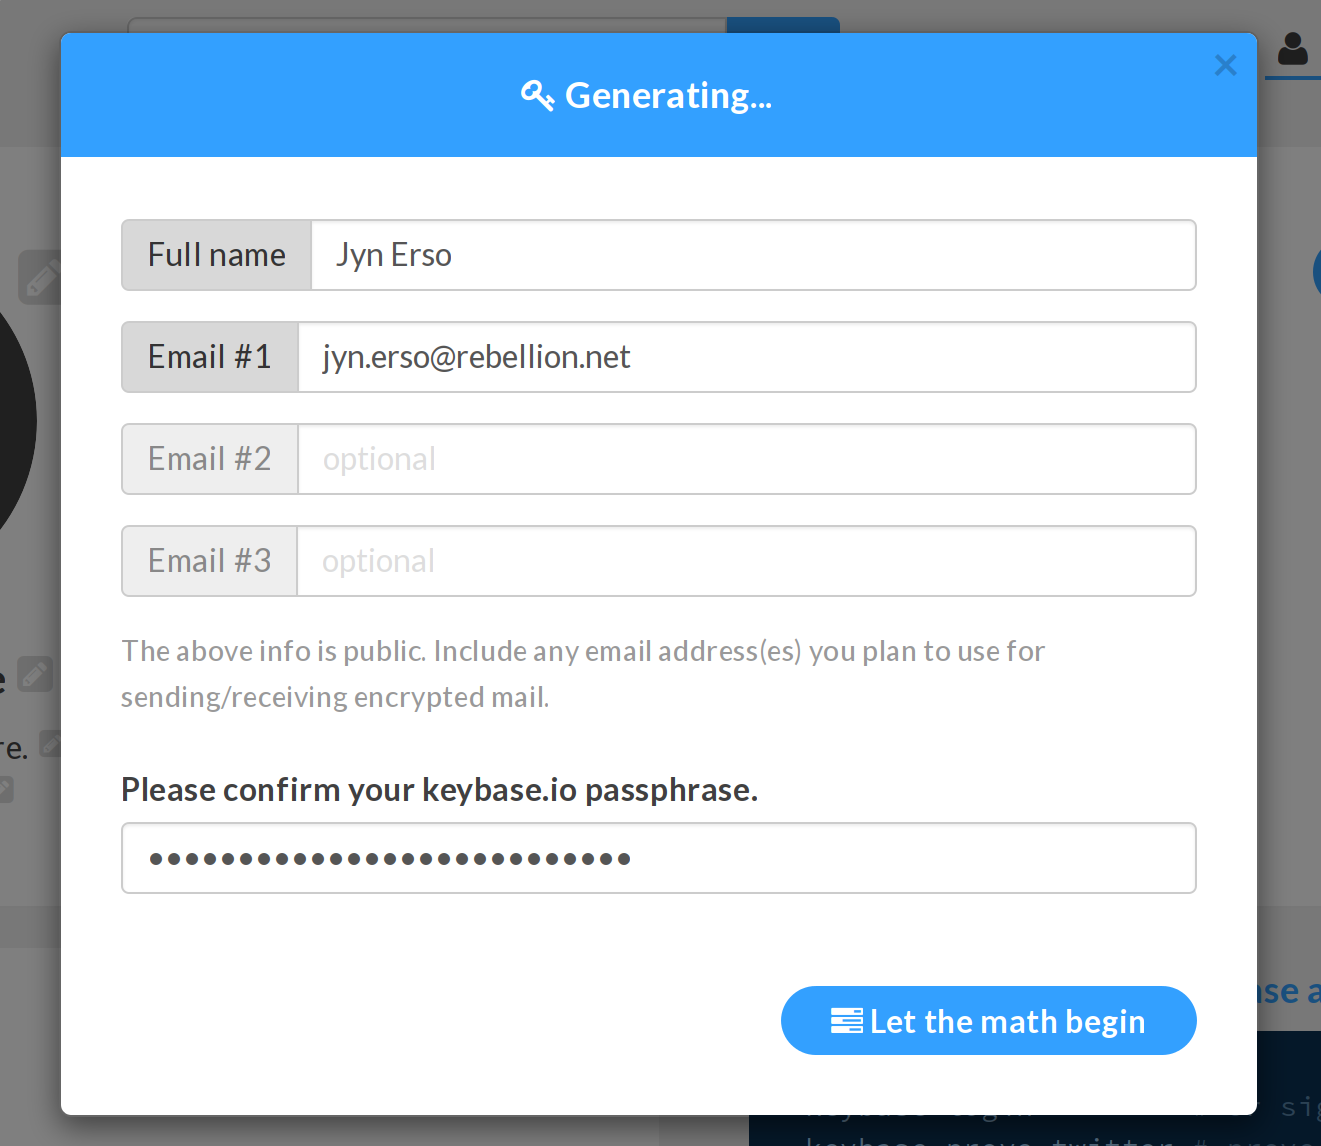 Generating...
Full name Jyn Erso
Email #1 jyn.erso@rebellion.net
Email #2 optional
Email #3 optional
The above info is public. Include any email address(es) you plan to use for
sending/receiving encrypted mail.
Please confirm your keybase.io passphrase.
•••••••••••••••••••••••••••
Let the math begin